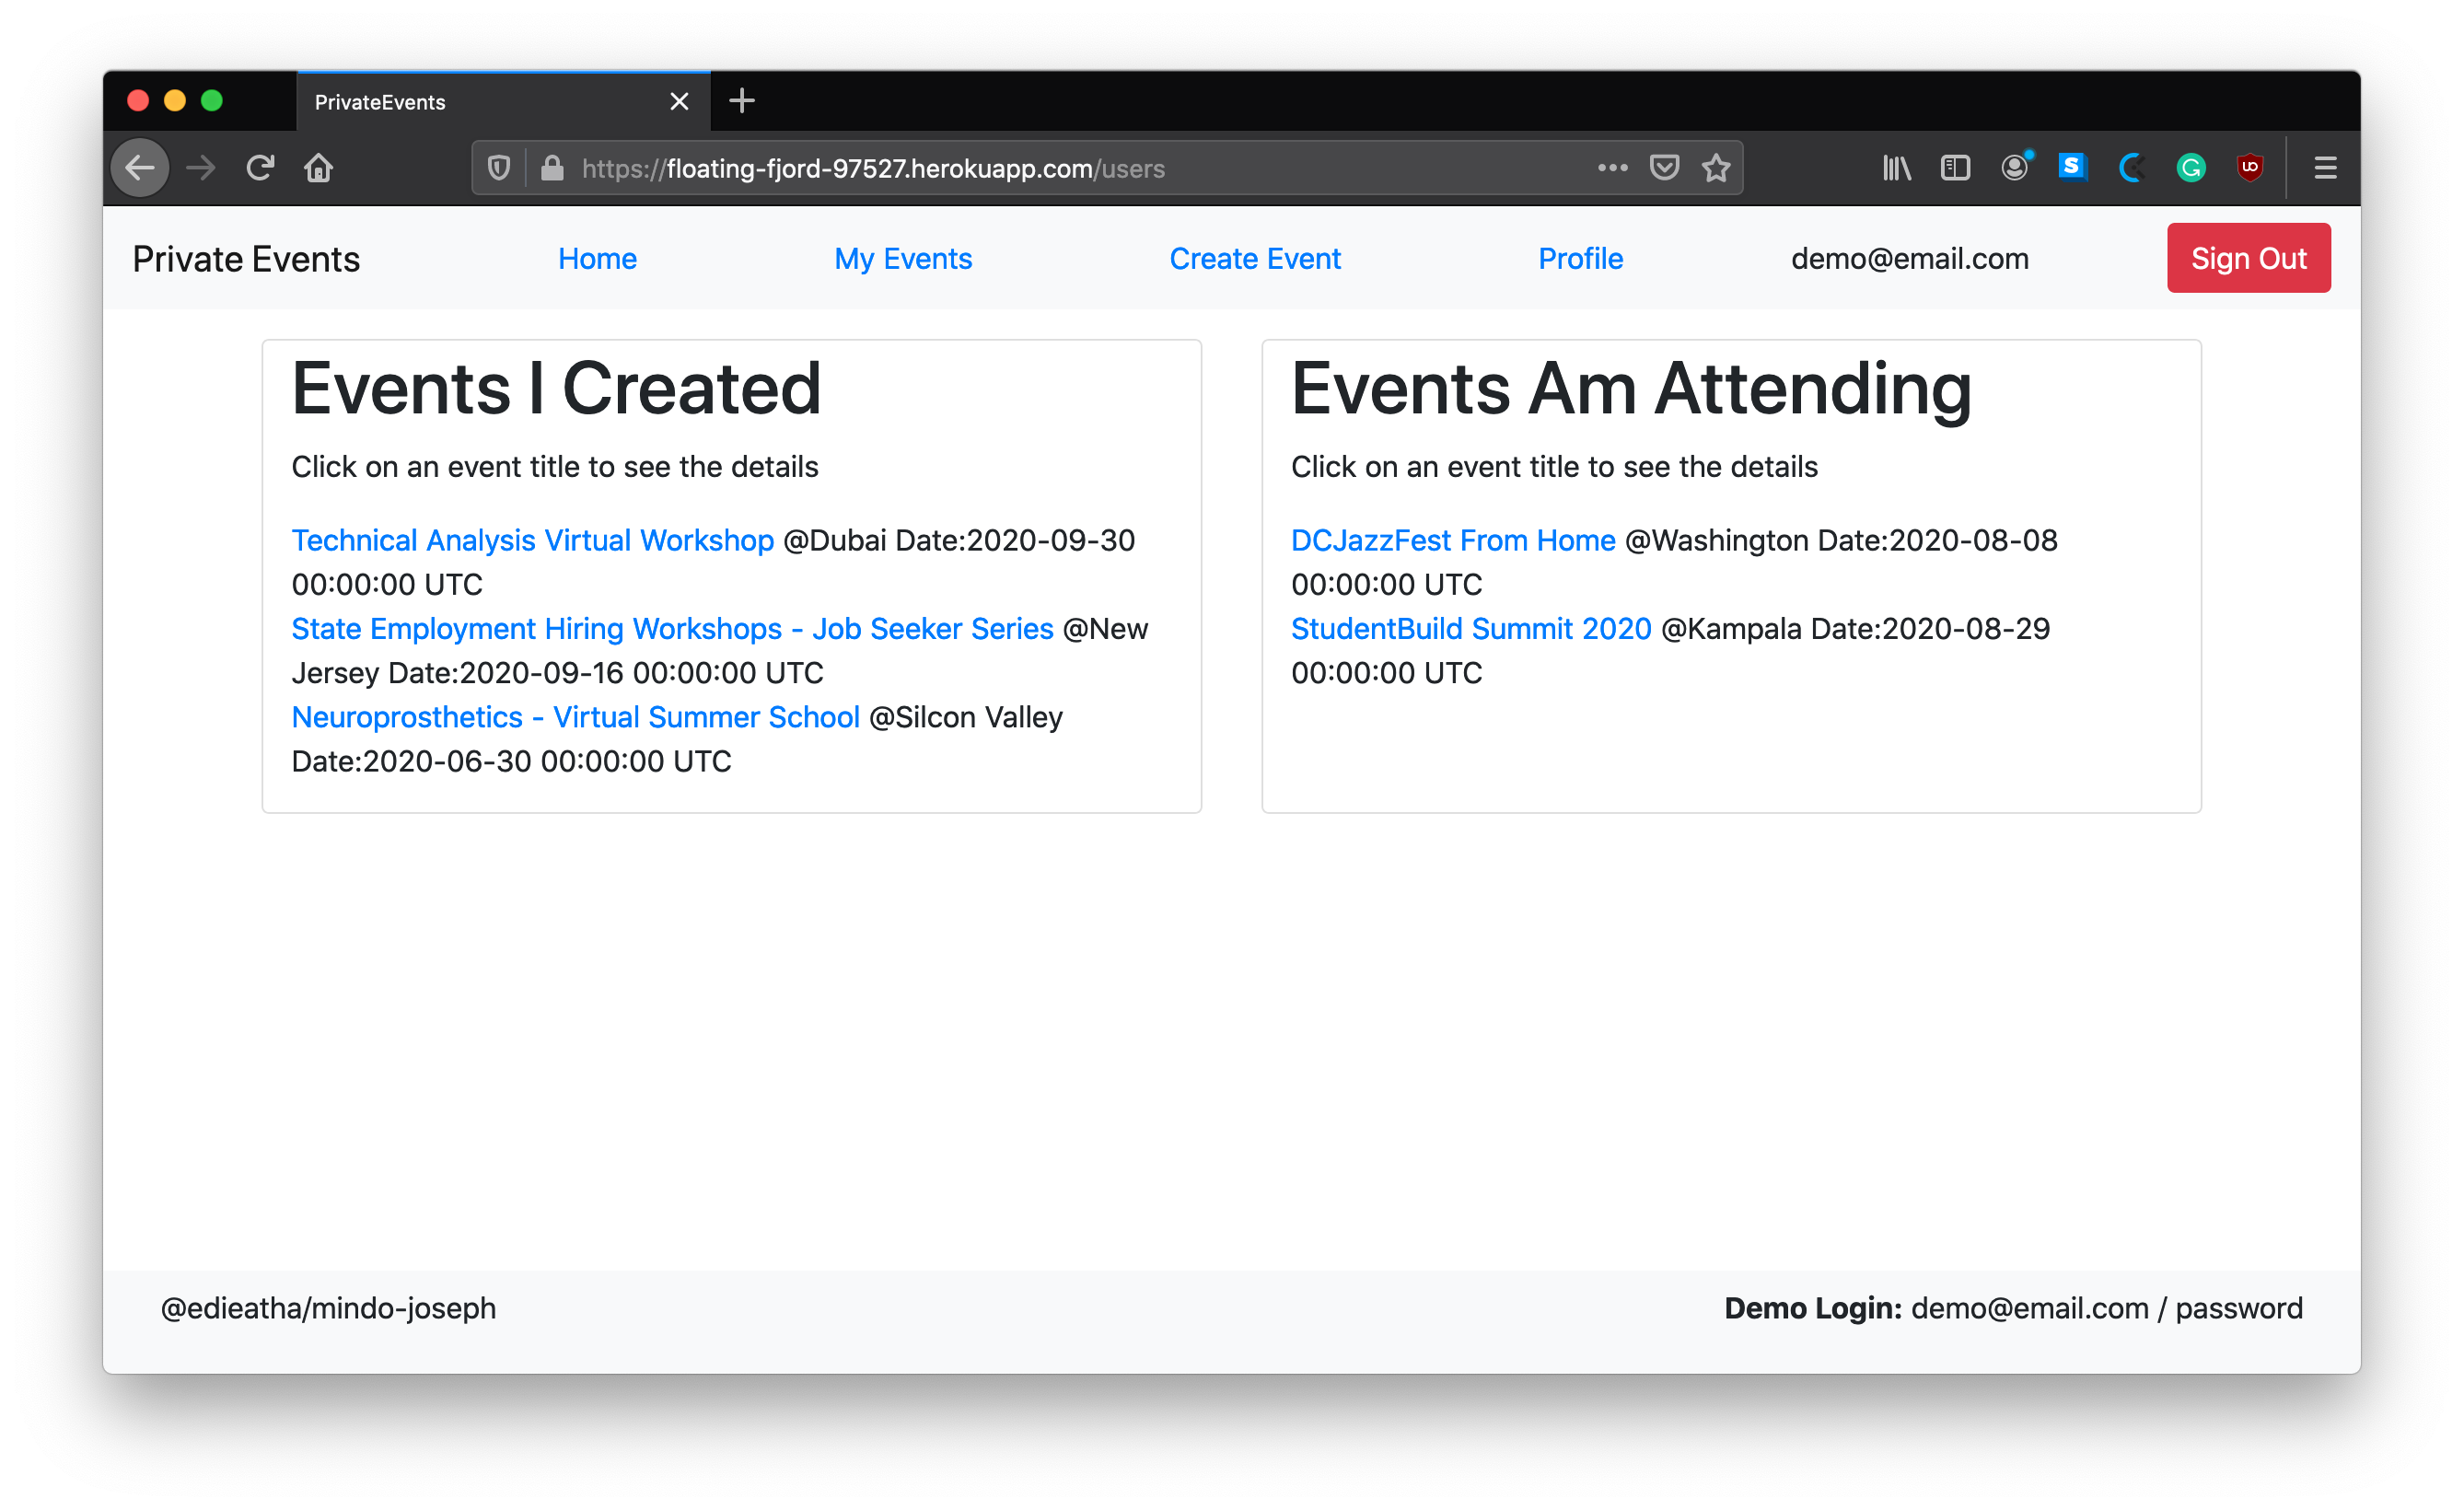 PrivateEvents
https://floating-fjord-97527.herokuapp.com/users
Private Events
Home
My Events
Create Event
Profile
demo@email.com
Sign Out
Events I Created
Click on an event title to see the details
Technical Analysis Virtual Workshop @Dubai Date:2020-09-30
00:00:00 UTC
State Employment Hiring Workshops - Job Seeker Series @New
Jersey Date:2020-09-16 00:00:00 UTC
Neuroprosthetics - Virtual Summer School @Silcon Valley
Date:2020-06-30 00:00:00 UTC
Events Am Attending
Click on an event title to see the details
DCJazzFest From Home @Washington Date:2020-08-08
00:00:00 UTC
StudentBuild Summit 2020 @Kampala Date:2020-08-29
00:00:00 UTC
@edieatha/mindo-joseph
Demo Login: demo@email.com / password